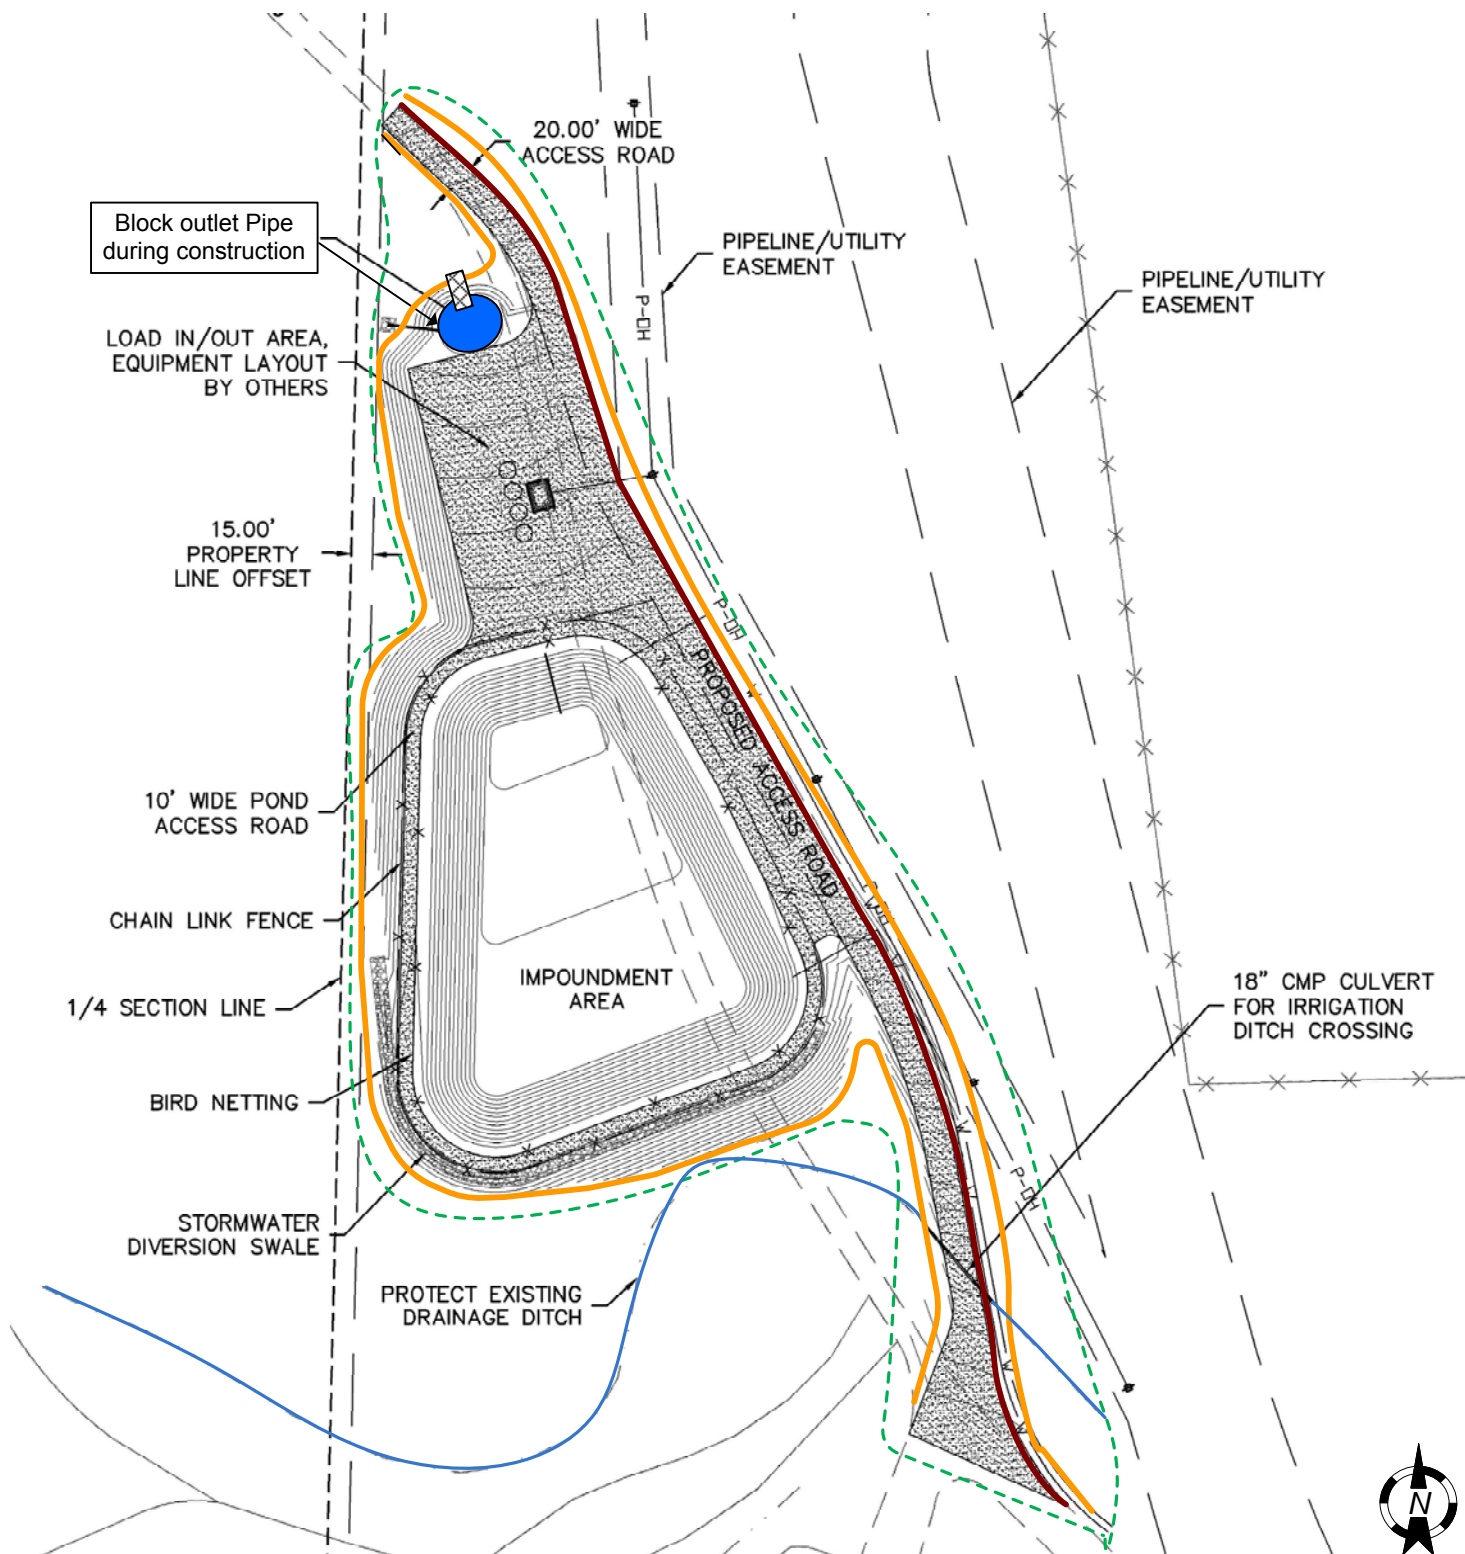 20.00' WIDE
ACCESS ROAD
Block outlet Pipe
during construction
PIPELINE/UTILITY
EASEMENT
PIPELINE/UTILITY
EASEMENT
P-OH
LOAD IN/OUT AREA,
EQUIPMENT LAYOUT
BY OTHERS
15.00'
PROPERTY
LINE OFFSET
P-OH
PROPOSED ACCESS ROAD
10' WIDE POND
ACCESS ROAD
CHAIN LINK FENCE
IMPOUNDMENT
AREA
1/4 SECTION LINE
18" CMP CULVERT
FOR IRRIGATION
DITCH CROSSING
BIRD NETTING
W
P-OH
STORMWATER
DIVERSION SWALE
PROTECT EXISTING
DRAINAGE DITCH
W
N